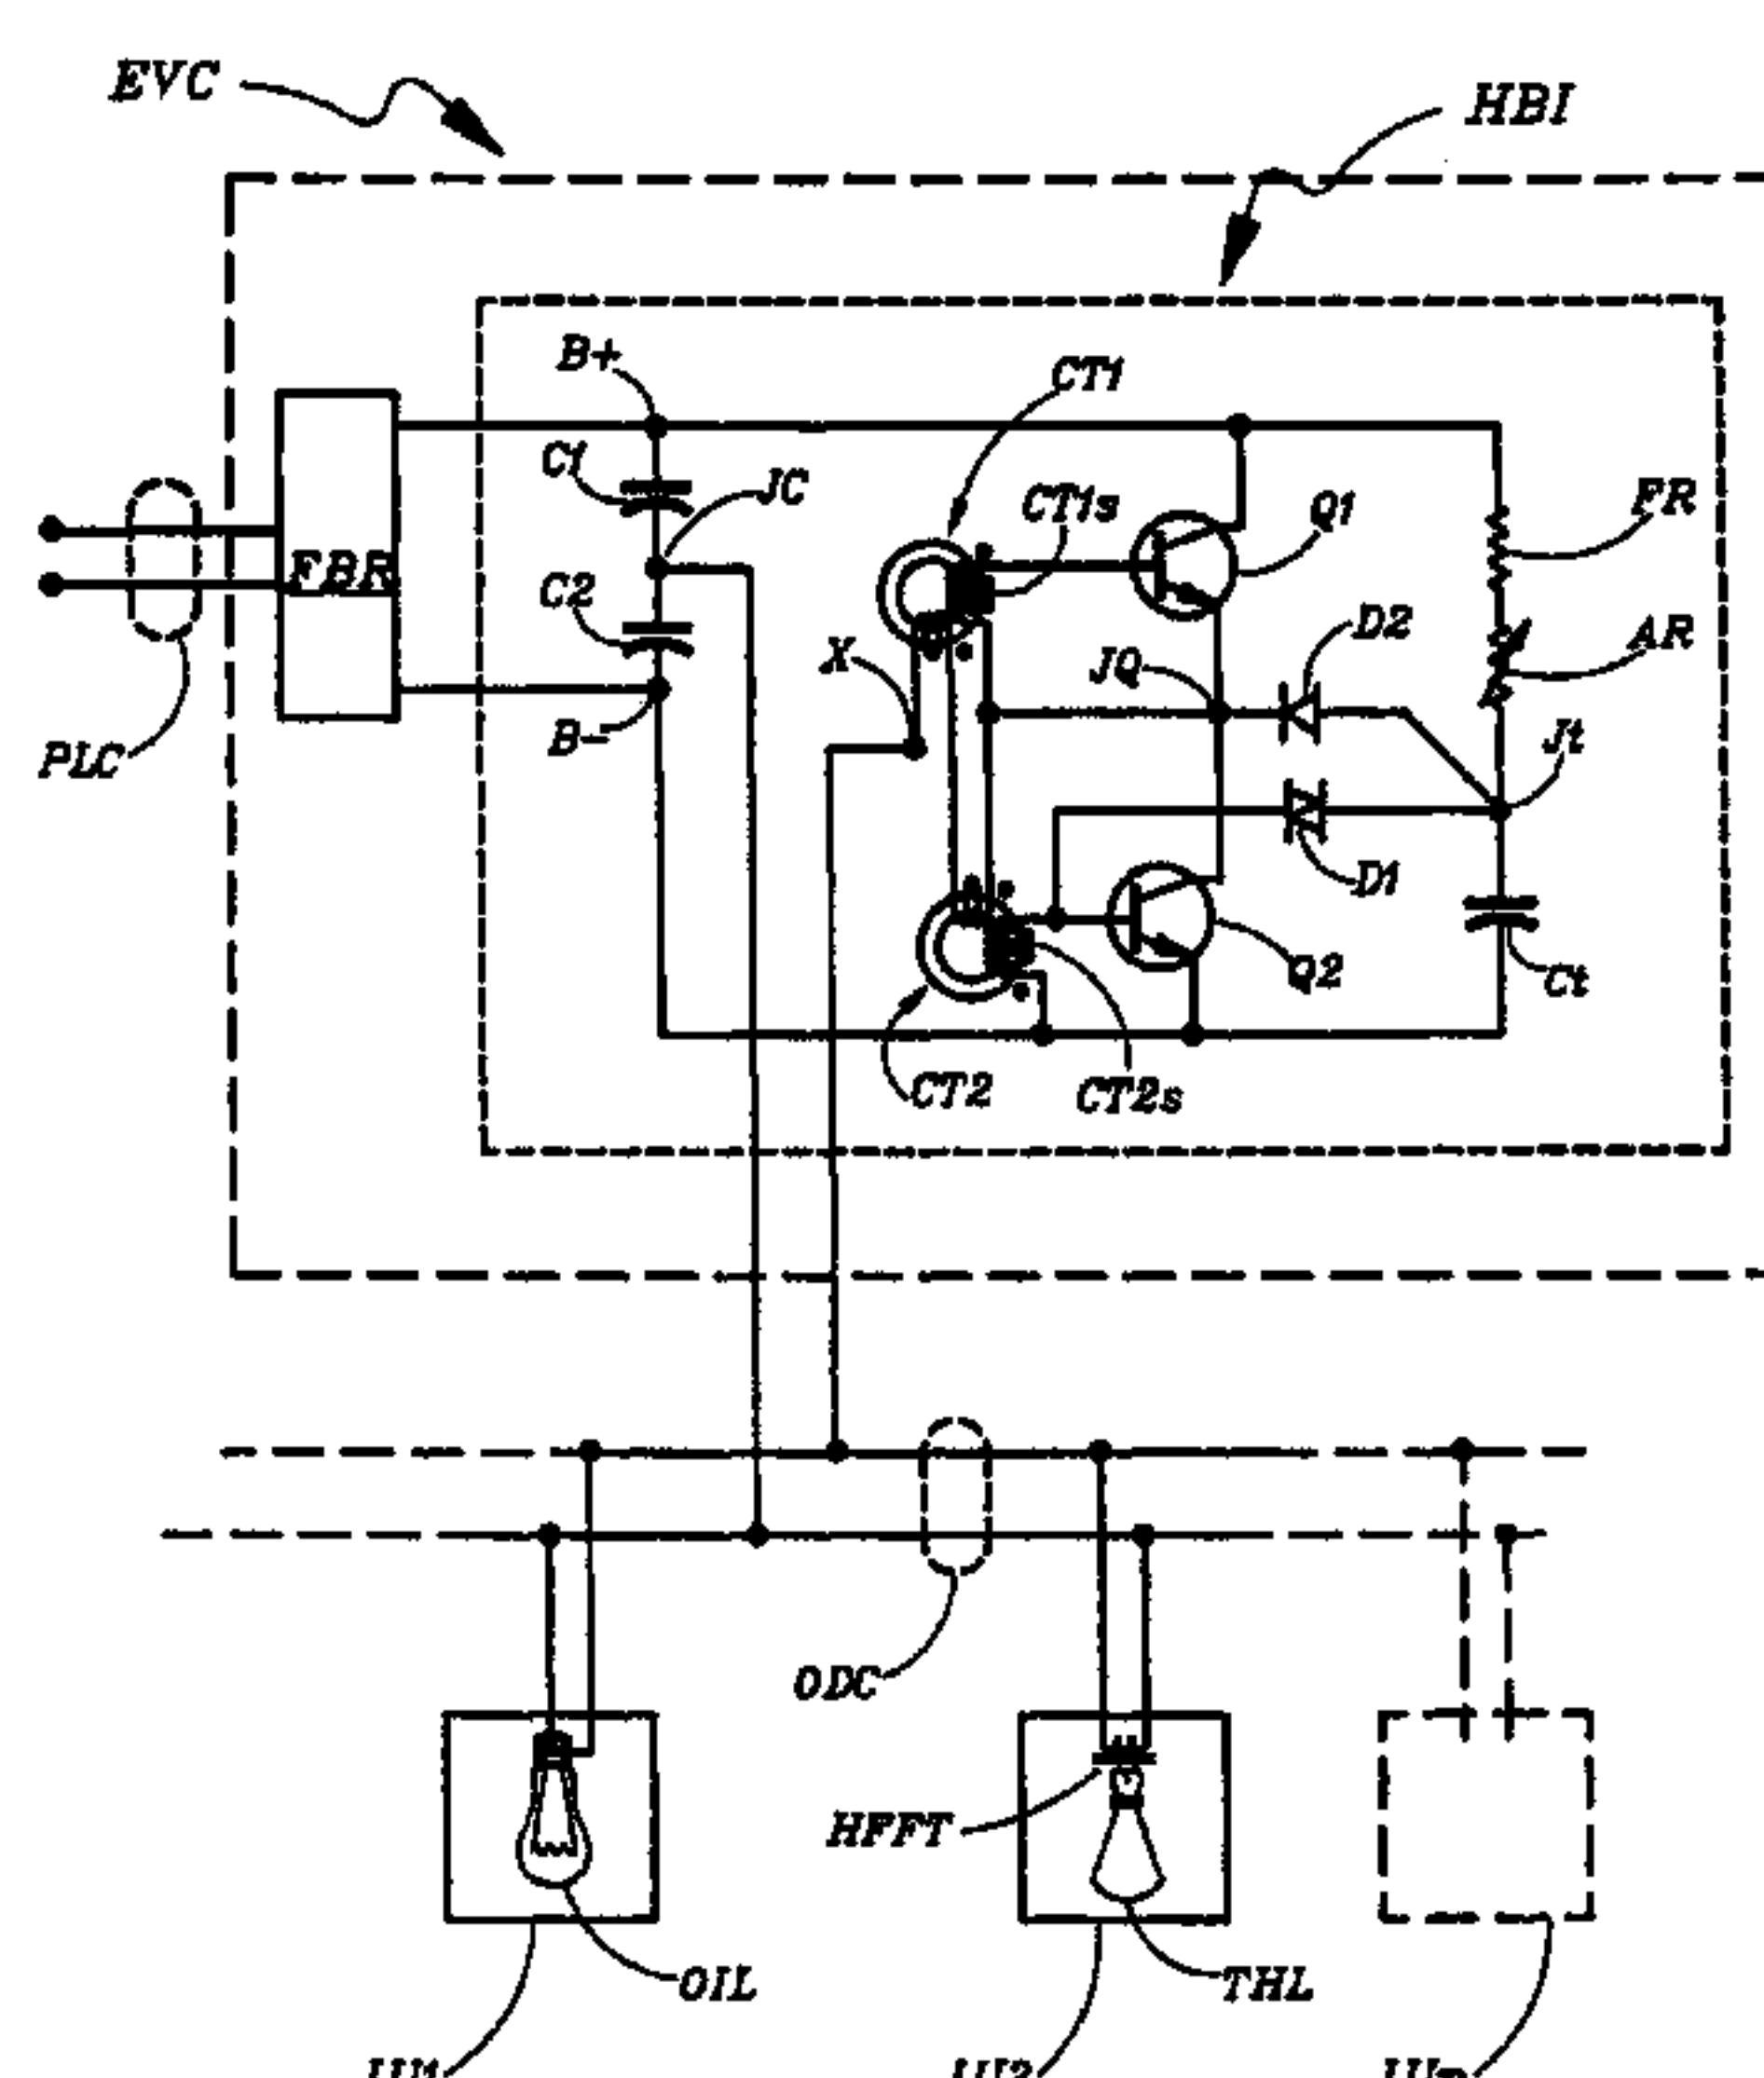 EVC
HBI
B+
CT1
C1
JC
CT1s
Q1
FR
FBR
C2
X
JQ
D2
AR
B-
PLC
Jt
D1
Q2
Ct
CT2
CT2s
ODC
HFFT
OIL
THL